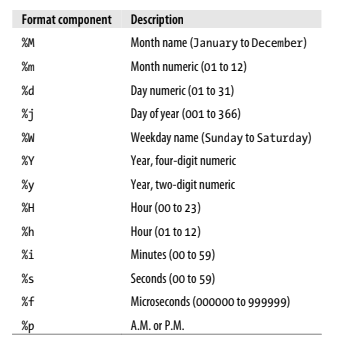 Format component Description
%M Month name (January to December)
%m Month numeric (01 to 12)
%d Day numeric (01 to 31)
%j Day of year (001 to 366)
%W Weekday name (Sunday to Saturday)
%Y Year, four-digit numeric
%y Year, two-digit numeric
%H Hour (00 to 23)
%h Hour (01 to 12)
%i Minutes (00 to 59)
%s Seconds (00 to 59)
%f Microseconds (000000 to 999999)
%p A.M. or P.M.